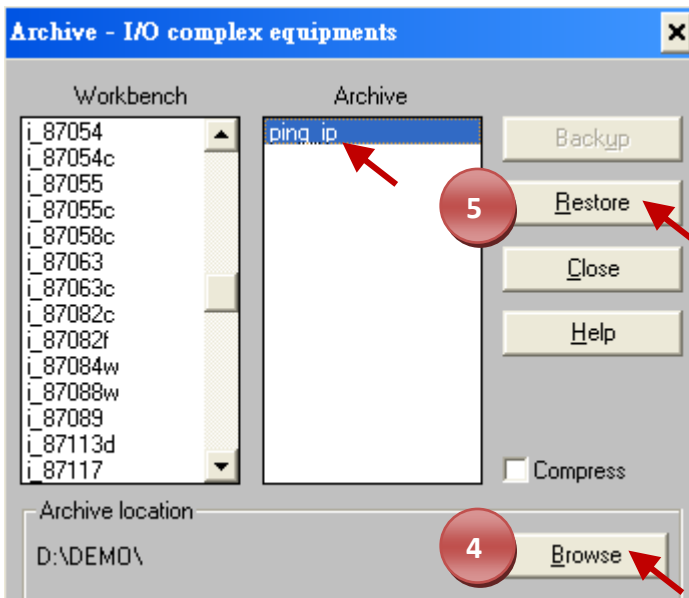 Archive - I/O complex equipments
Workbench
Archive
i_87054
i_87054c
i_87055
i_87055c
i_87058c
i_87063
i_87063c
i_87082c
i_87082f
i_87084w
i_87088w
i_87089
i_87113d
i_87117
ping_ip
Backup
5
Restore
Close
Help
Compress
Archive location
D:\DEMO\
4
Browse